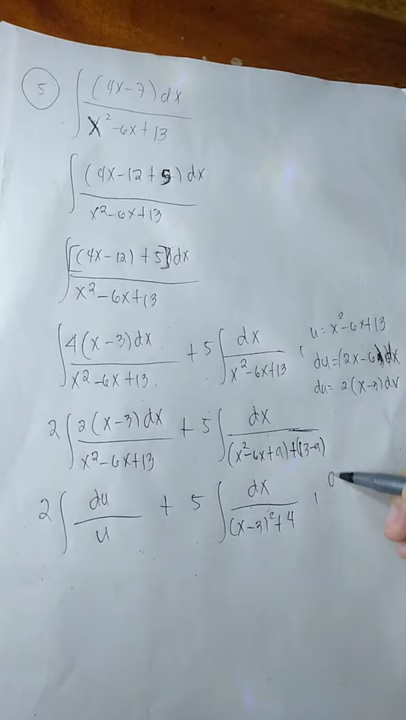 5 ∫ (4x-7)dx / x²-6x+13
∫ (4x-12+5)dx / x²-6x+13
∫ [(4x-12)+5]dx / x²-6x+13
∫ 4(x-3)dx / x²-6x+13 + 5 ∫ dx / x²-6x+13 , u = x²-6x+13
du = (2x-6)dx
du = 2(x-3)dx
2 ∫ 2(x-3)dx / x²-6x+13 + 5 ∫ dx / (x²-6x+9)+(13-9)
2 ∫ du / u + 5 ∫ dx / (x-3)²+4 ,